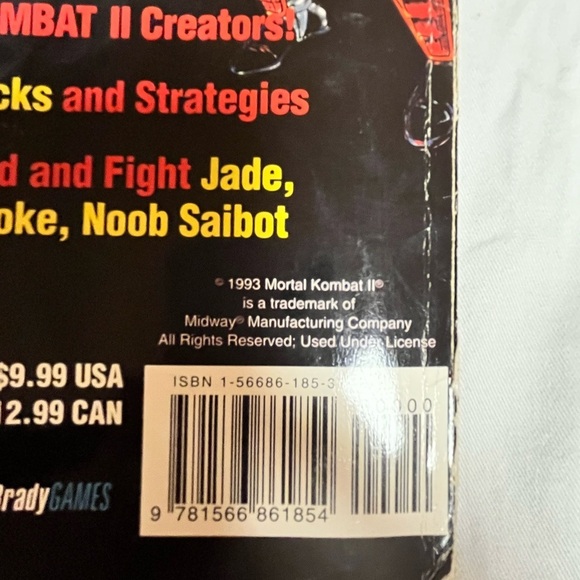 MBAT II Creators!
cks and Strategies
d and Fight Jade,
oke, Noob Saibot
© 1993 Mortal Kombat II®
is a trademark of
Midway® Manufacturing Company
All Rights Reserved; Used Under License
$9.99 USA
12.99 CAN
ISBN 1-56686-185-3
0000
BradyGAMES
9 781566 861854